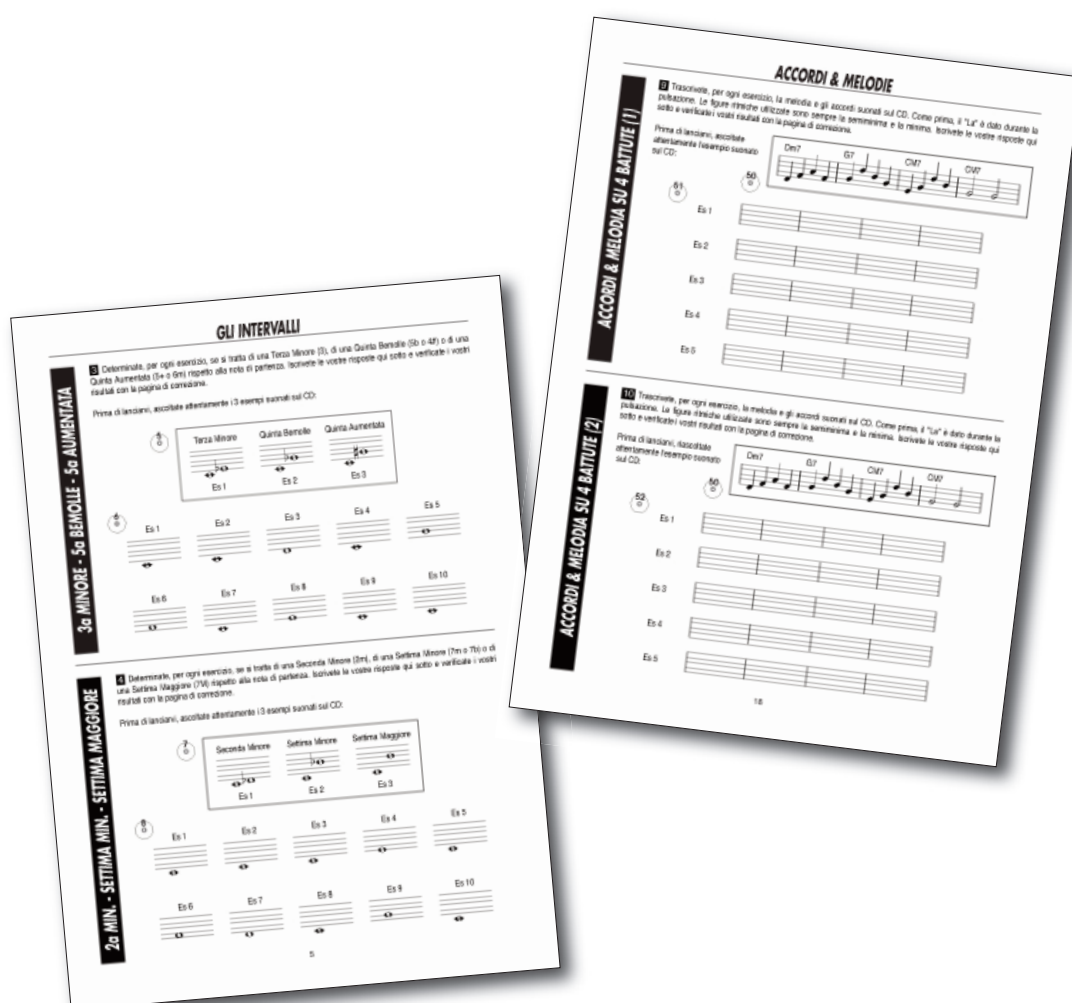 GLI INTERVALLI
3a MINORE - 5a BEMOLLE - 5a AUMENTATA
3 Determinate, per ogni esercizio, se si tratta di una Terza Minore (3), di una Quinta Bemolle (5b o 4#) o di una
Quinta Aumentata (5+ o 6m) rispetto alla nota di partenza. Iscrivete le vostre risposte qui sotto e verificate i vostri
risultati con la pagina di correzione.
Prima di lanciarvi, ascoltate attentamente i 3 esempi suonati sul CD:
5
Terza Minore Quinta Bemolle Quinta Aumentata
Es 1 Es 2 Es 3
6
Es 1 Es 2 Es 3 Es 4 Es 5
Es 6 Es 7 Es 8 Es 9 Es 10
2a MIN. - SETTIMA MIN. - SETTIMA MAGGIORE
4 Determinate, per ogni esercizio, se si tratta di una Seconda Minore (2m), di una Settima Minore (7m o 7b) o di
una Settima Maggiore (7M) rispetto alla nota di partenza. Iscrivete le vostre risposte qui sotto e verificate i vostri
risultati con la pagina di correzione.
Prima di lanciarvi, ascoltate attentamente i 3 esempi suonati sul CD:
7
Seconda Minore Settima Minore Settima Maggiore
Es 1 Es 2 Es 3
8
Es 1 Es 2 Es 3 Es 4 Es 5
Es 6 Es 7 Es 8 Es 9 Es 10
5
ACCORDI & MELODIE
ACCORDI & MELODIA SU 4 BATTUTE (1)
9 Trascrivete, per ogni esercizio, la melodia e gli accordi suonati sul CD. Come prima, il "La" è dato durante la
pulsazione. Le figure ritmiche utilizzate sono sempre la semiminima e la minima. Iscrivete le vostre risposte qui
sotto e verificate i vostri risultati con la pagina di correzione.
Prima di lanciarvi, ascoltate
attentamente l'esempio suonato
sul CD:
50
Dm7 G7 CM7 CM7
51
Es 1
Es 2
Es 3
Es 4
Es 5
ACCORDI & MELODIA SU 4 BATTUTE (2)
10 Trascrivete, per ogni esercizio, la melodia e gli accordi suonati sul CD. Come prima, il "La" è dato durante la
pulsazione. Le figure ritmiche utilizzate sono sempre la semiminima e la minima. Iscrivete le vostre risposte qui
sotto e verificate i vostri risultati con la pagina di correzione.
Prima di lanciarvi, riascoltate
attentamente l'esempio suonato
sul CD:
50
Dm7 G7 CM7 CM7
52
Es 1
Es 2
Es 3
Es 4
Es 5
18